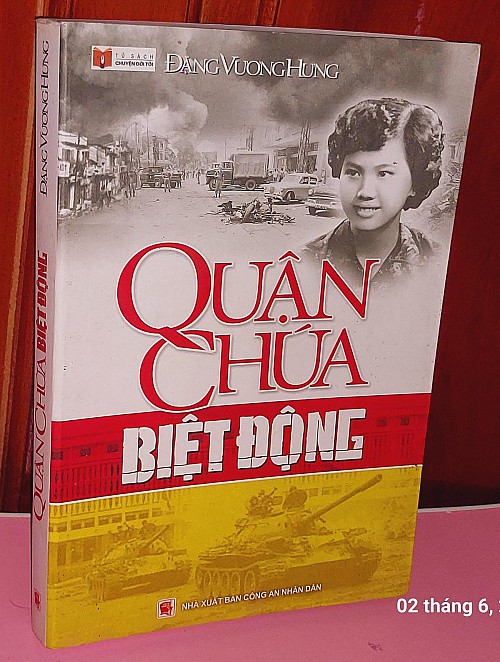 TỦ SÁCH
CHUYỆN ĐỜI TÔI
ĐẶNG VƯƠNG HƯNG
QUẬN
CHÚA
BIỆT ĐỘNG
NHÀ XUẤT BẢN CÔNG AN NHÂN DÂN
ĐẶNG VƯƠNG HƯNG
QUẬN CHÚA BIỆT ĐỘNG
02 tháng 6,